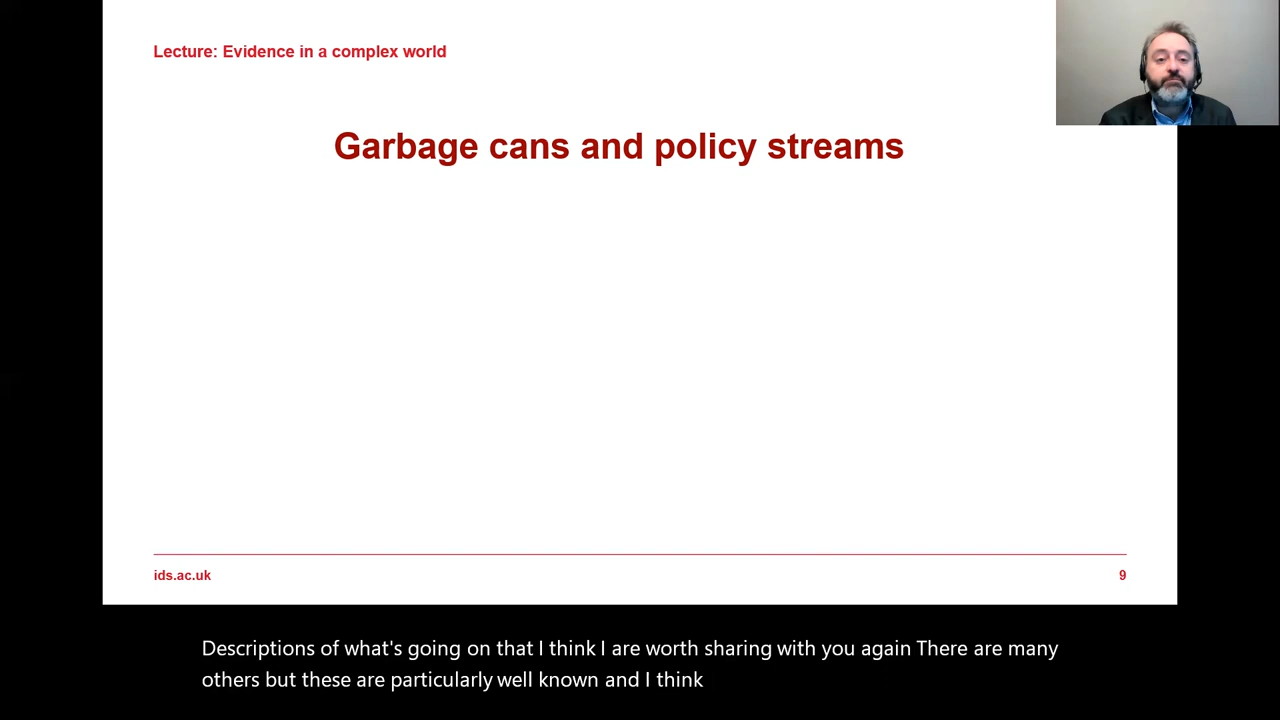 Lecture: Evidence in a complex world
Garbage cans and policy streams
ids.ac.uk
9
Descriptions of what's going on that I think I are worth sharing with you again There are many
others but these are particularly well known and I think